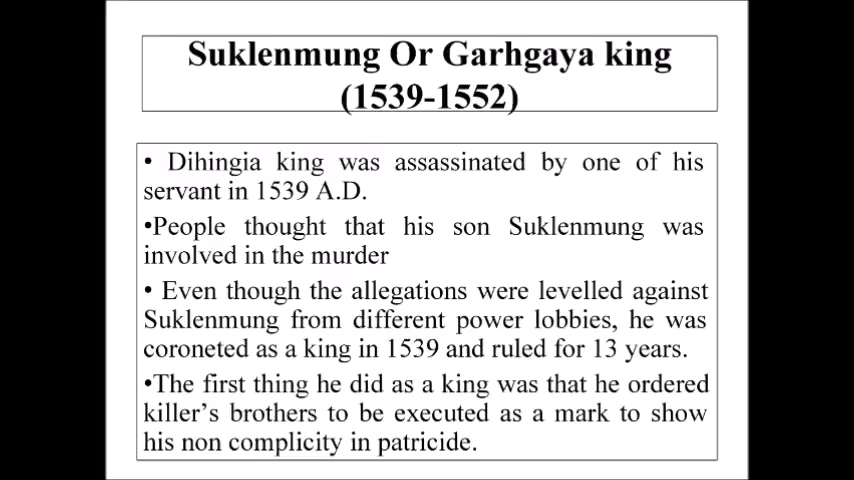 Suklenmung Or Garhgaya king
(1539-1552)
• Dihingia king was assassinated by one of his
servant in 1539 A.D.
•People thought that his son Suklenmung was
involved in the murder
• Even though the allegations were levelled against
Suklenmung from different power lobbies, he was
coroneted as a king in 1539 and ruled for 13 years.
•The first thing he did as a king was that he ordered
killer’s brothers to be executed as a mark to show
his non complicity in patricide.